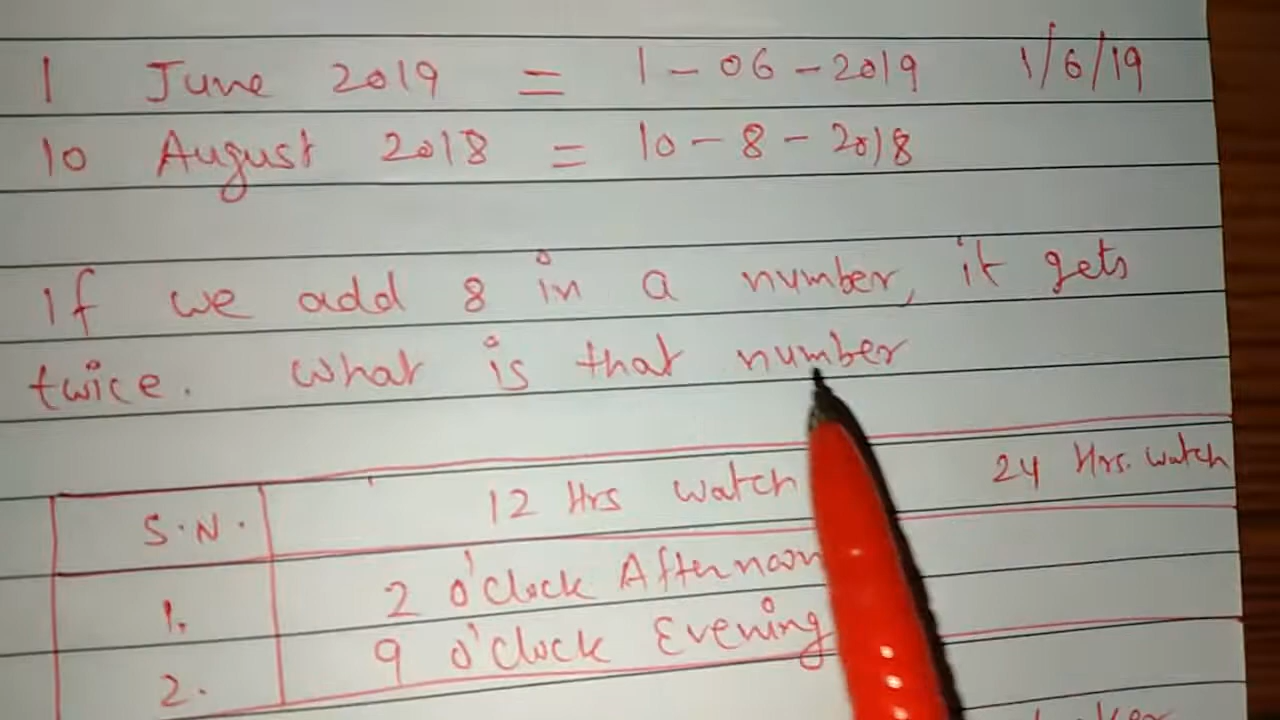 1 June 2019 = 1-06-2019 1/6/19
10 August 2018 = 10-8-2018
If we add 8 in a number, it gets
twice. What is that number
S.N. 12 Hrs watch 24 Hrs. watch
1. 2 o'clock Afternoon
2. 9 o'clock Evening